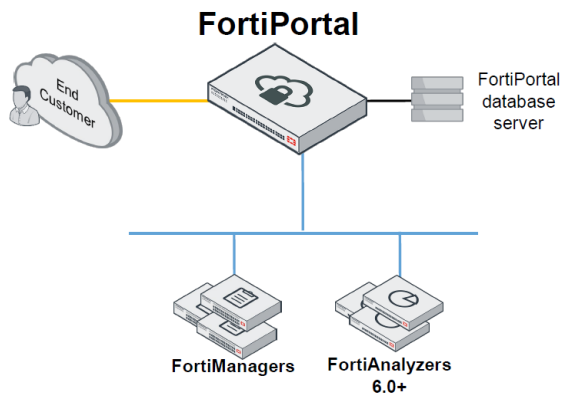 FortiPortal
End
Customer
FortiPortal
database
server
FortiManagers
FortiAnalyzers
6.0+